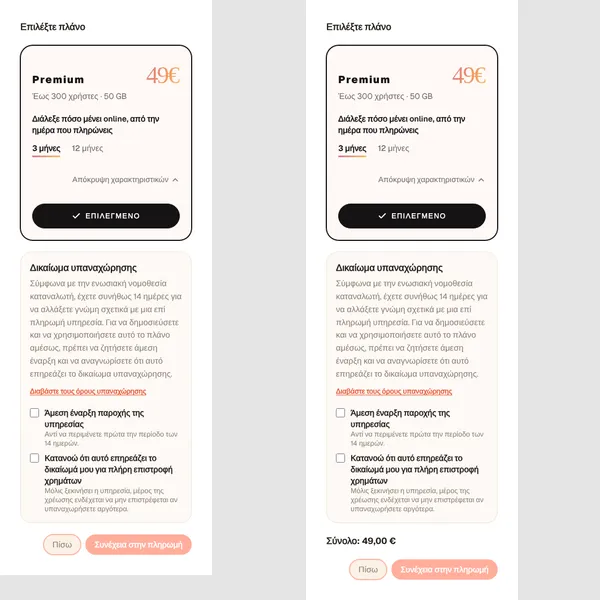 Επιλέξτε πλάνο
Premium
49€
Έως 300 χρήστες · 50 GB
Διάλεξε πόσο μένει online, από την
ημέρα που πληρώνεις
3 μήνες
12 μήνες
Απόκρυψη χαρακτηριστικών
ΕΠΙΛΕΓΜΕΝΟ
Δικαίωμα υπαναχώρησης
Σύμφωνα με την ενωσιακή νομοθεσία
καταναλωτή, έχετε συνήθως 14 ημέρες για
να αλλάξετε γνώμη σχετικά με μια επί
πληρωμή υπηρεσία. Για να δημοσιεύσετε
και να χρησιμοποιήσετε αυτό το πλάνο
αμέσως, πρέπει να ζητήσετε άμεση
έναρξη και να αναγνωρίσετε ότι αυτό
επηρεάζει το δικαίωμα υπαναχώρησης.
Διαβάστε τους όρους υπαναχώρησης
Άμεση έναρξη παροχής της
υπηρεσίας
Αντί να περιμένετε πρώτα την περίοδο των
14 ημερών.
Κατανοώ ότι αυτό επηρεάζει το
δικαίωμά μου για πλήρη επιστροφή
χρημάτων
Μόλις ξεκινήσει η υπηρεσία, μέρος της
χρέωσης ενδέχεται να μην επιστρέφεται αν
υπαναχωρήσετε αργότερα.
Πίσω
Συνέχεια στην πληρωμή
Επιλέξτε πλάνο
Premium
49€
Έως 300 χρήστες · 50 GB
Διάλεξε πόσο μένει online, από την
ημέρα που πληρώνεις
3 μήνες
12 μήνες
Απόκρυψη χαρακτηριστικών
ΕΠΙΛΕΓΜΕΝΟ
Δικαίωμα υπαναχώρησης
Σύμφωνα με την ενωσιακή νομοθεσία
καταναλωτή, έχετε συνήθως 14 ημέρες για
να αλλάξετε γνώμη σχετικά με μια επί
πληρωμή υπηρεσία. Για να δημοσιεύσετε
και να χρησιμοποιήσετε αυτό το πλάνο
αμέσως, πρέπει να ζητήσετε άμεση
έναρξη και να αναγνωρίσετε ότι αυτό
επηρεάζει το δικαίωμα υπαναχώρησης.
Διαβάστε τους όρους υπαναχώρησης
Άμεση έναρξη παροχής της
υπηρεσίας
Αντί να περιμένετε πρώτα την περίοδο των
14 ημερών.
Κατανοώ ότι αυτό επηρεάζει το
δικαίωμά μου για πλήρη επιστροφή
χρημάτων
Μόλις ξεκινήσει η υπηρεσία, μέρος της
χρέωσης ενδέχεται να μην επιστρέφεται αν
υπαναχωρήσετε αργότερα.
Σύνολο: 49,00 €
Πίσω
Συνέχεια στην πληρωμή